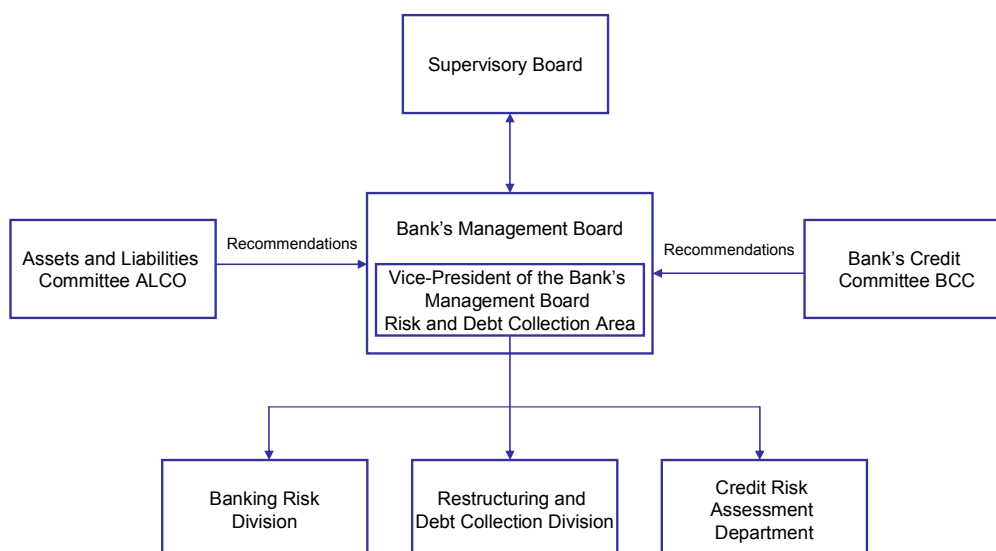 Supervisory Board
Bank's Management Board
Recommendations
Recommendations
Assets and Liabilities
Committee ALCO
Vice-President of the Bank's
Management Board
Risk and Debt Collection Area
Bank's Credit
Committee BCC
Banking Risk
Division
Restructuring and
Debt Collection Division
Credit Risk
Assessment
Department